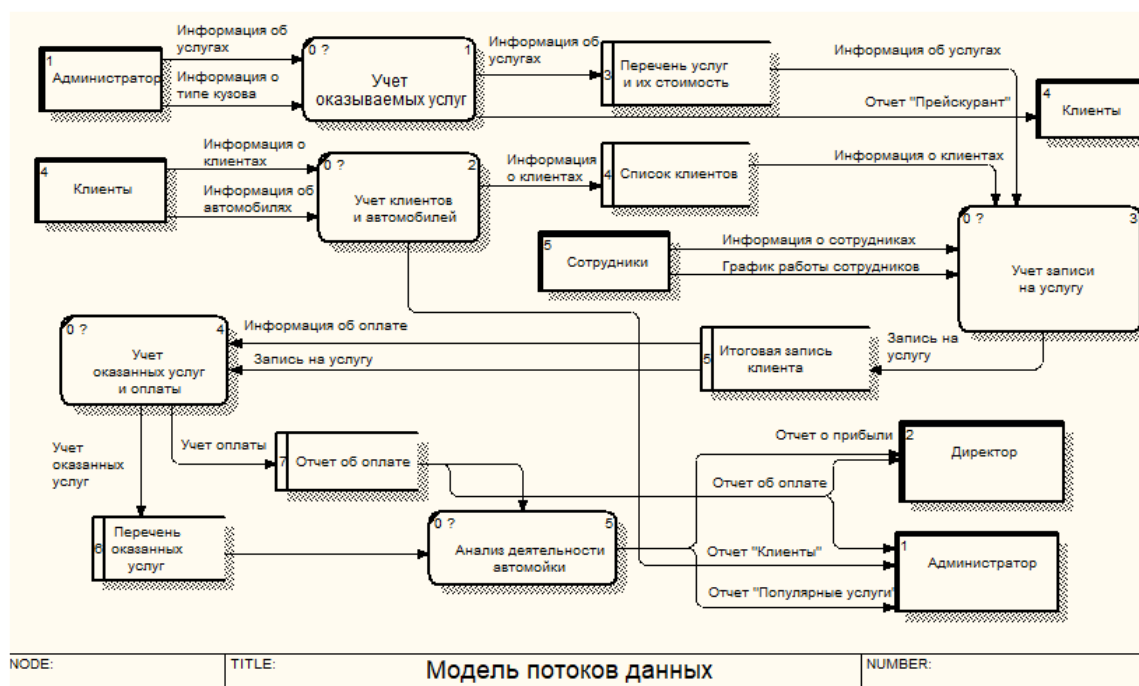 Информация об
услугах
1
Администратор
Информация о
типе кузова
0 ?
1
Учет
оказываемых услуг
Информация об
услугах
3
Перечень услуг
и их стоимость
Информация об услугах
Отчет "Прейскурант"
4
Клиенты
4
Клиенты
Информация о
клиентах
Информация об
автомобилях
0 ?
2
Учет клиентов
и автомобилей
Информация
о клиентах
4
Список клиентов
Информация о клиентах
5
Сотрудники
Информация о сотрудниках
График работы сотрудников
0 ?
3
Учет записи
на услугу
0 ?
4
Учет
оказанных услуг
и оплаты
Информация об оплате
Запись на услугу
5
Итоговая запись
клиента
Запись на
услугу
Учет
оказанных
услуг
Учет оплаты
7
Отчет об оплате
Отчет о прибыли
2
Директор
Отчет об оплате
6
Перечень
оказанных
услуг
0 ?
5
Анализ деятельности
автомойки
Отчет "Клиенты"
1
Администратор
Отчет "Популярные услуги"
NODE:
TITLE:
Модель потоков данных
NUMBER: